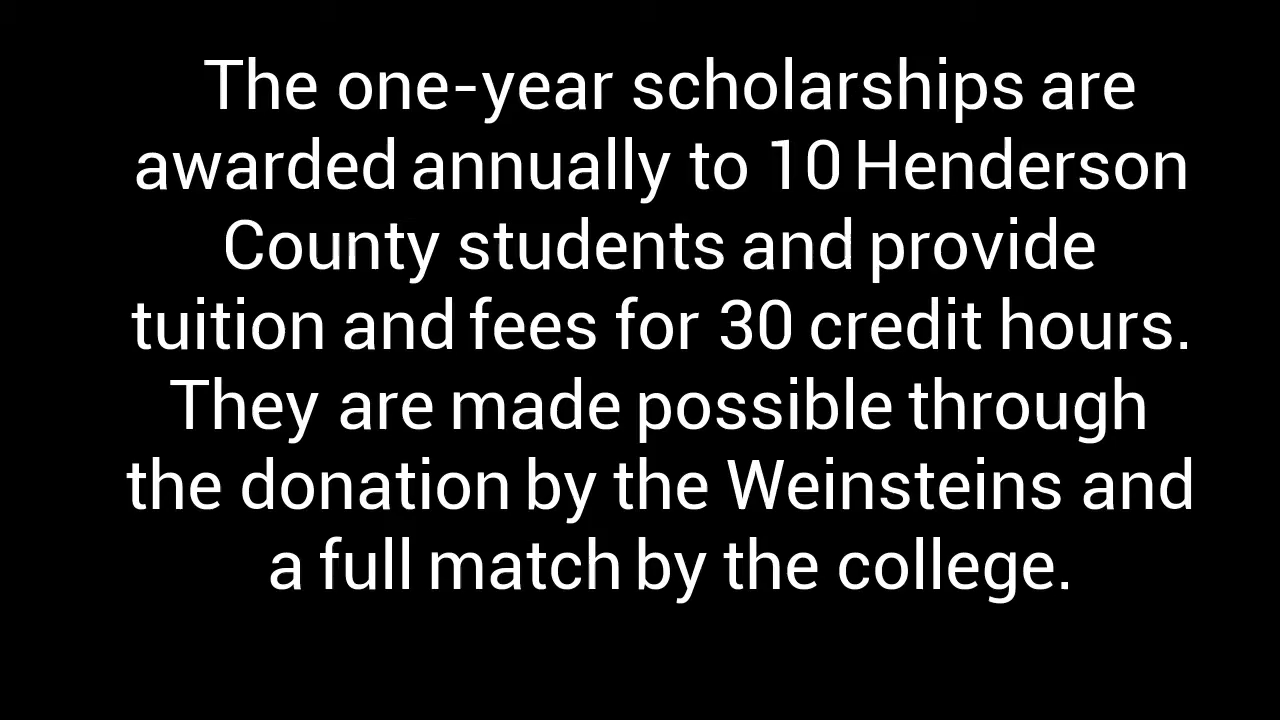 The one-year scholarships are
awarded annually to 10 Henderson
County students and provide
tuition and fees for 30 credit hours.
They are made possible through
the donation by the Weinsteins and
a full match by the college.